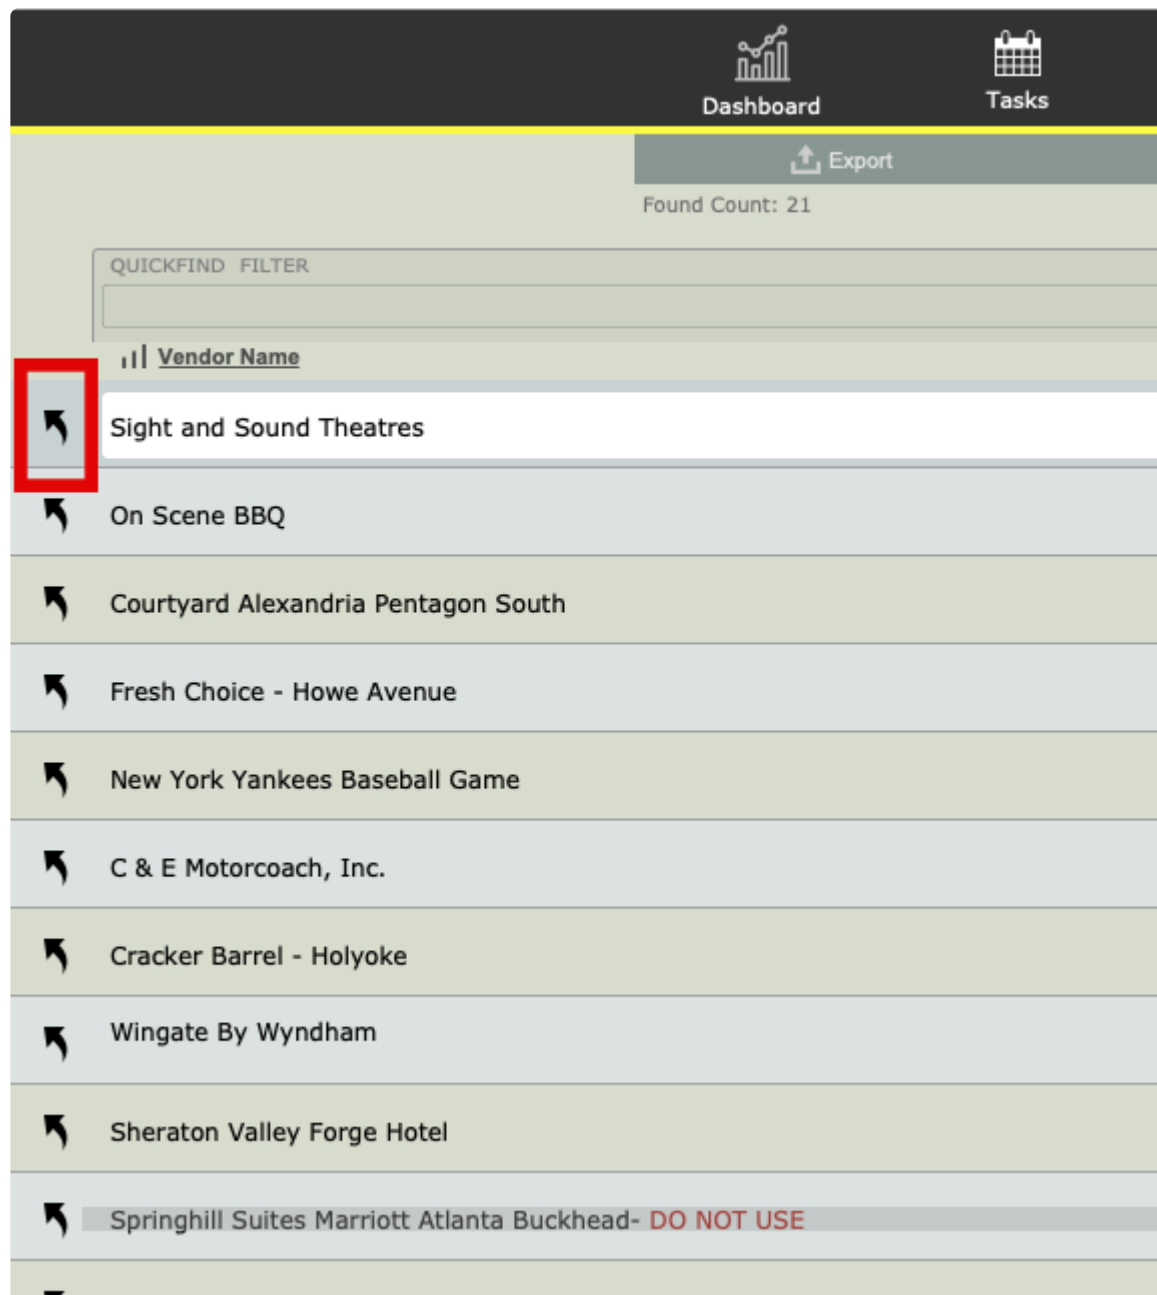 Dashboard Tasks
Export
Found Count: 21
QUICKFIND FILTER
Vendor Name
Sight and Sound Theatres
On Scene BBQ
Courtyard Alexandria Pentagon South
Fresh Choice - Howe Avenue
New York Yankees Baseball Game
C & E Motorcoach, Inc.
Cracker Barrel - Holyoke
Wingate By Wyndham
Sheraton Valley Forge Hotel
Springhill Suites Marriott Atlanta Buckhead- DO NOT USE